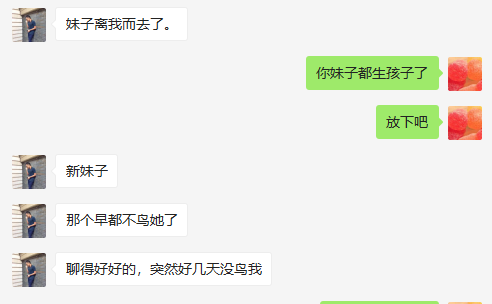 妹子离我而去了。
你妹子都生孩子了
放下吧
新妹子
那个早都不鸟她了
聊得好好的，突然好几天没鸟我